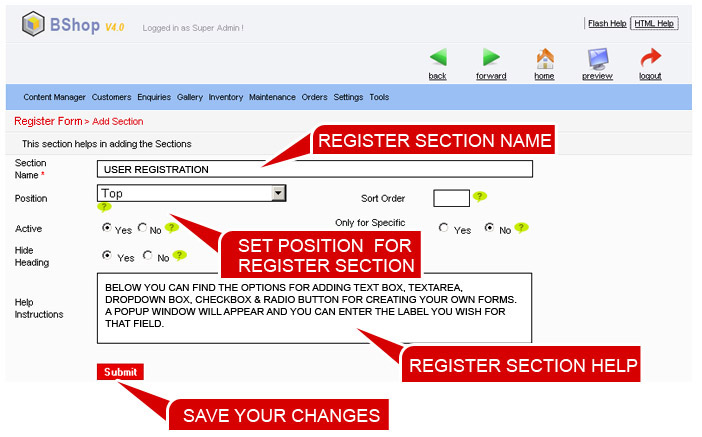 BShop V4.0 Logged in as Super Admin !
Flash Help HTML Help
back forward home preview logout
Content Manager Customers Enquiries Gallery Inventory Maintenance Orders Settings Tools
Register Form > Add Section
This section helps in adding the Sections
REGISTER SECTION NAME
Section Name * USER REGISTRATION
Position Top ? Sort Order ?
Active Yes No ? Only for Specific Yes No ?
SET POSITION FOR
REGISTER SECTION
Hide Heading Yes No ?
Help Instructions
BELOW YOU CAN FIND THE OPTIONS FOR ADDING TEXT BOX, TEXTAREA,
DROPDOWN BOX, CHECKBOX & RADIO BUTTON FOR CREATING YOUR OWN FORMS.
A POPUP WINDOW WILL APPEAR AND YOU CAN ENTER THE LABEL YOU WISH FOR
THAT FIELD.
REGISTER SECTION HELP
Submit
SAVE YOUR CHANGES